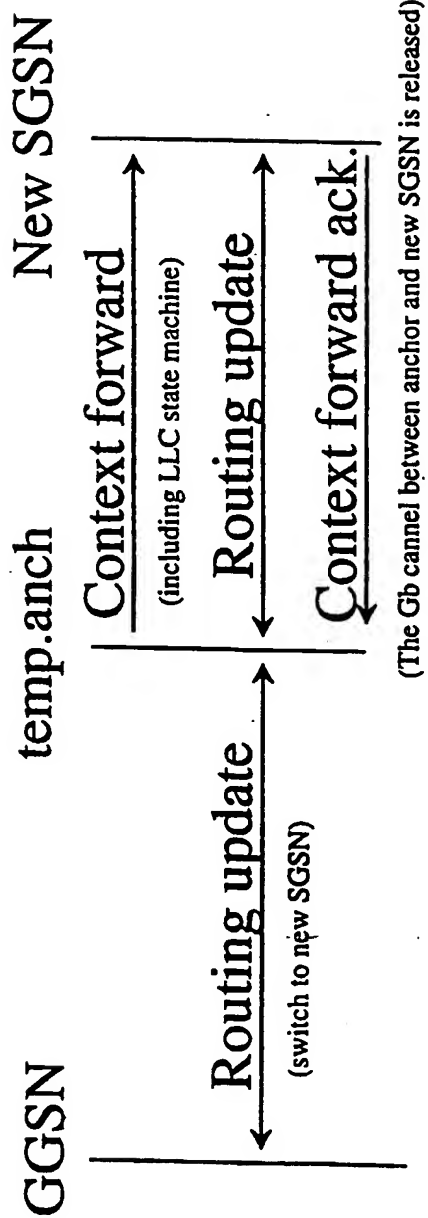 GGSN
temp.anch
New SGSN
Context forward
(including LLC state machine)
Routing update
(switch to new SGSN)
Routing update
Context forward ack.
(The Gb cannel between anchor and new SGSN is released)